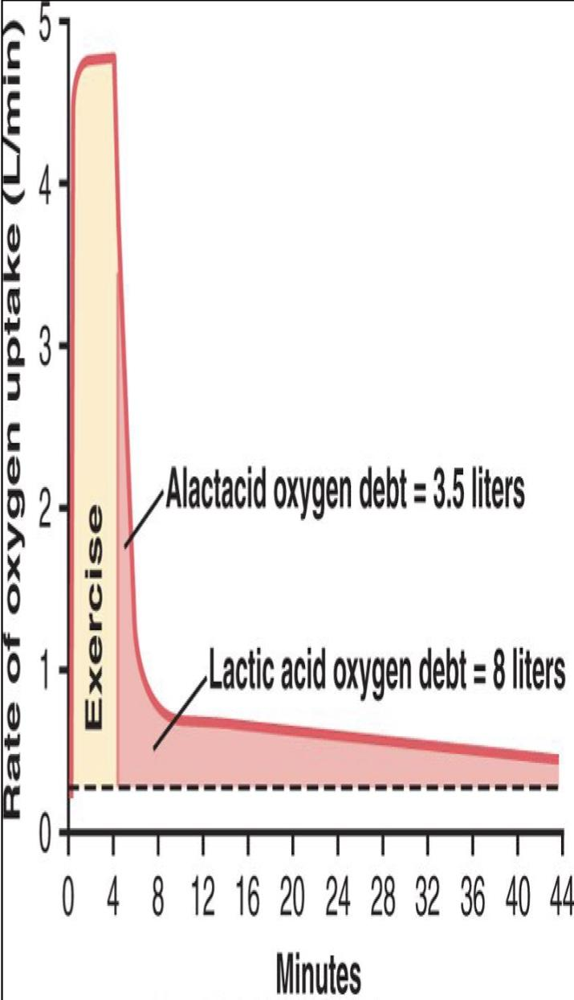 Rate of oxygen uptake (L/min)
5
4
3
2
1
0
Exercise
Alactacid oxygen debt = 3.5 liters
Lactic acid oxygen debt = 8 liters
0 4 8 12 16 20 24 28 32 36 40 44
Minutes